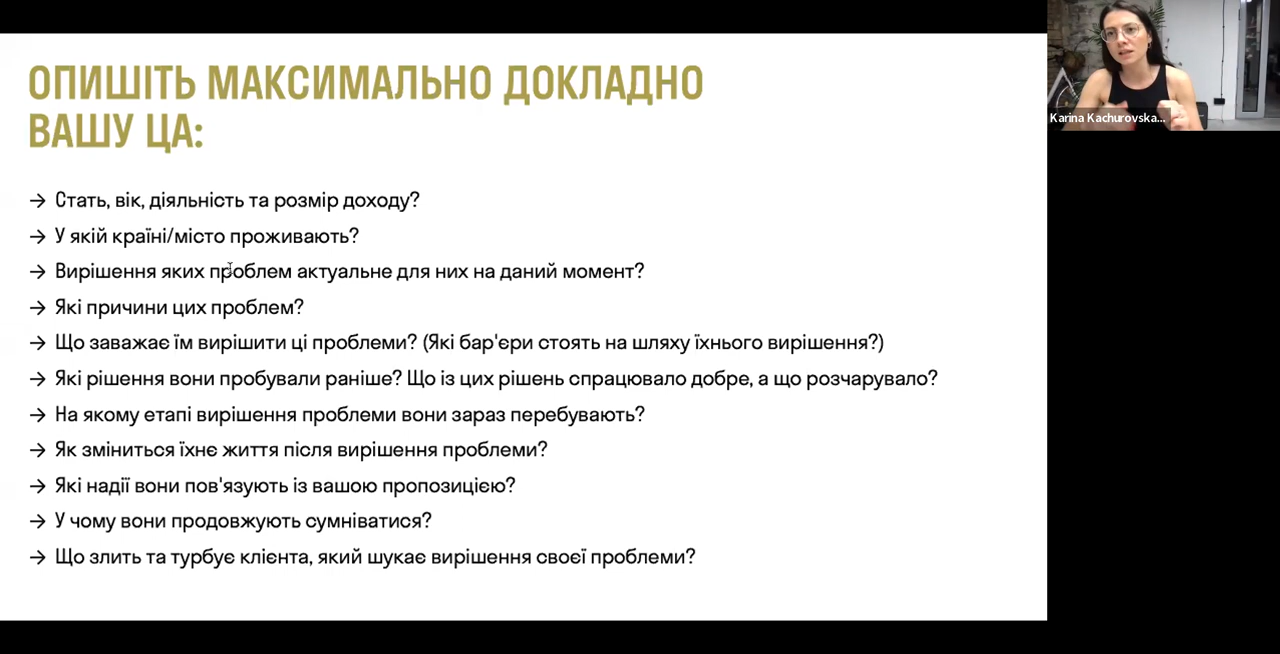 ОПИШІТЬ МАКСИМАЛЬНО ДОКЛАДНО
ВАШУ ЦА:
→ Стать, вік, діяльність та розмір доходу?
→ У якій країні/місто проживають?
→ Вирішення яких проблем актуальне для них на даний момент?
→ Які причини цих проблем?
→ Що заважає їм вирішити ці проблеми? (Які бар'єри стоять на шляху їхнього вирішення?)
→ Які рішення вони пробували раніше? Що із цих рішень спрацювало добре, а що розчарувало?
→ На якому етапі вирішення проблеми вони зараз перебувають?
→ Як зміниться їхнє життя після вирішення проблеми?
→ Які надії вони пов'язують із вашою пропозицією?
→ У чому вони продовжують сумніватися?
→ Що злить та турбує клієнта, який шукає вирішення своєї проблеми?
Karina Kachurovska...